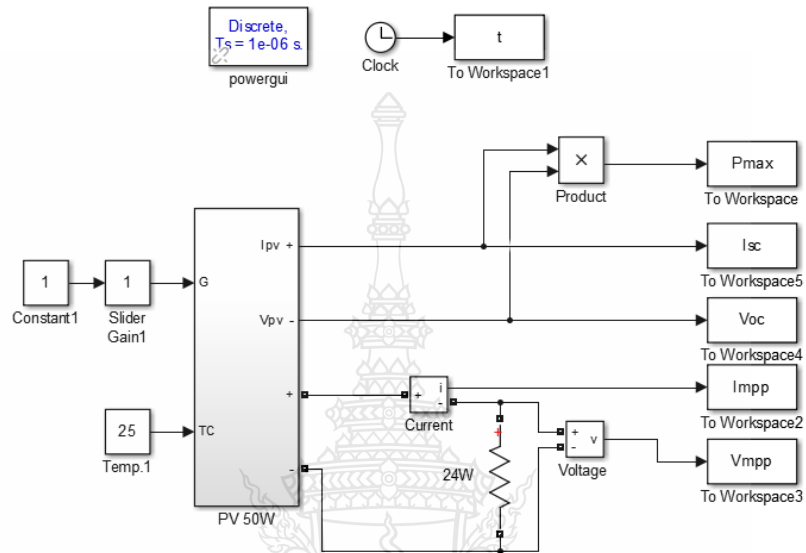 Discrete,
Ts = 1e-06 s.
powergui
Clock
t
To Workspace1
×
Product
Pmax
To Workspace
1
Constant1
1
Slider
Gain1
G
TC
Ipv +
Vpv -
+
-
PV 50W
25
Temp.1
Isc
To Workspace5
Voc
To Workspace4
+
i
-
Current
Impp
To Workspace2
+
24W
+
-
v
Voltage
Vmpp
To Workspace3